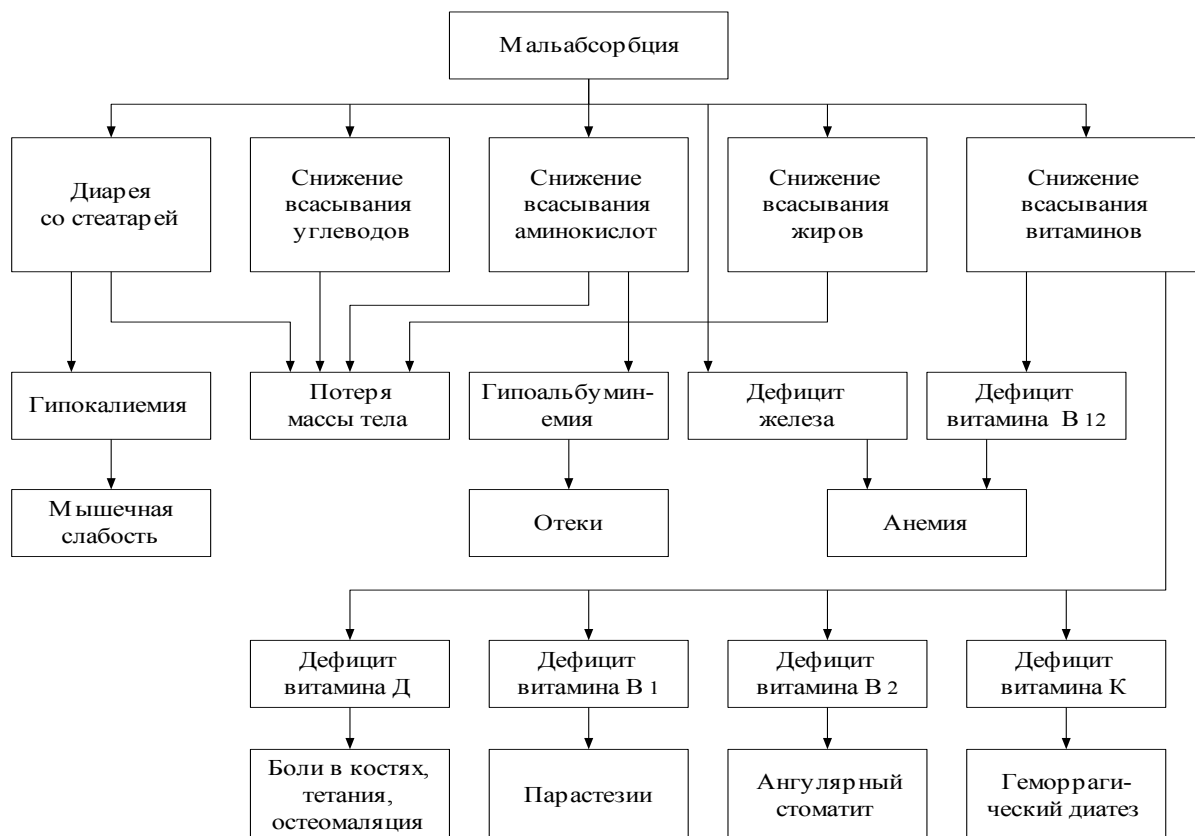 Мальабсорбция
Диарея
со стеатарей
Снижение
всасывания
углеводов
Снижение
всасывания
аминокислот
Снижение
всасывания
жиров
Снижение
всасывания
витаминов
Гипокалиемия
Потеря
массы тела
Гипоальбумин-
емия
Дефицит
железа
Дефицит
витамина В 12
Мышечная
слабость
Отеки
Анемия
Дефицит
витамина Д
Дефицит
витамина В 1
Дефицит
витамина В 2
Дефицит
витамина К
Боли в костях,
тетания,
остеомаляция
Парастезии
Ангулярный
стоматит
Геморраги-
ческий диатез